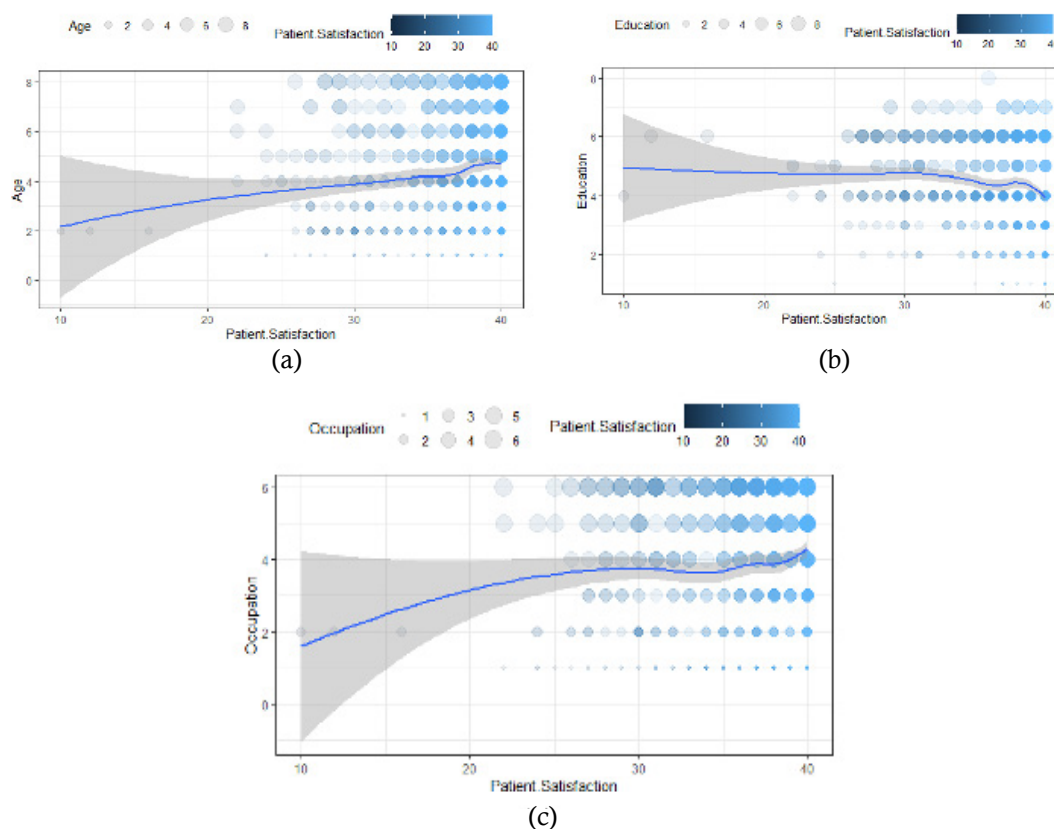 Age 2 4 6 8 Patient.Satisfaction
10 20 30 40
8
6
4
2
0
Age
10 20 30 40
Patient.Satisfaction
(a)
Education 2 4 6 8 Patient.Satisfaction
10 20 30 40
8
6
4
2
Education
10 20 30 40
Patient.Satisfaction
(b)
Occupation 1 3 5
2 4 6
Patient.Satisfaction
10 20 30 40
6
4
2
0
Occupation
10 20 30 40
Patient.Satisfaction
(c)